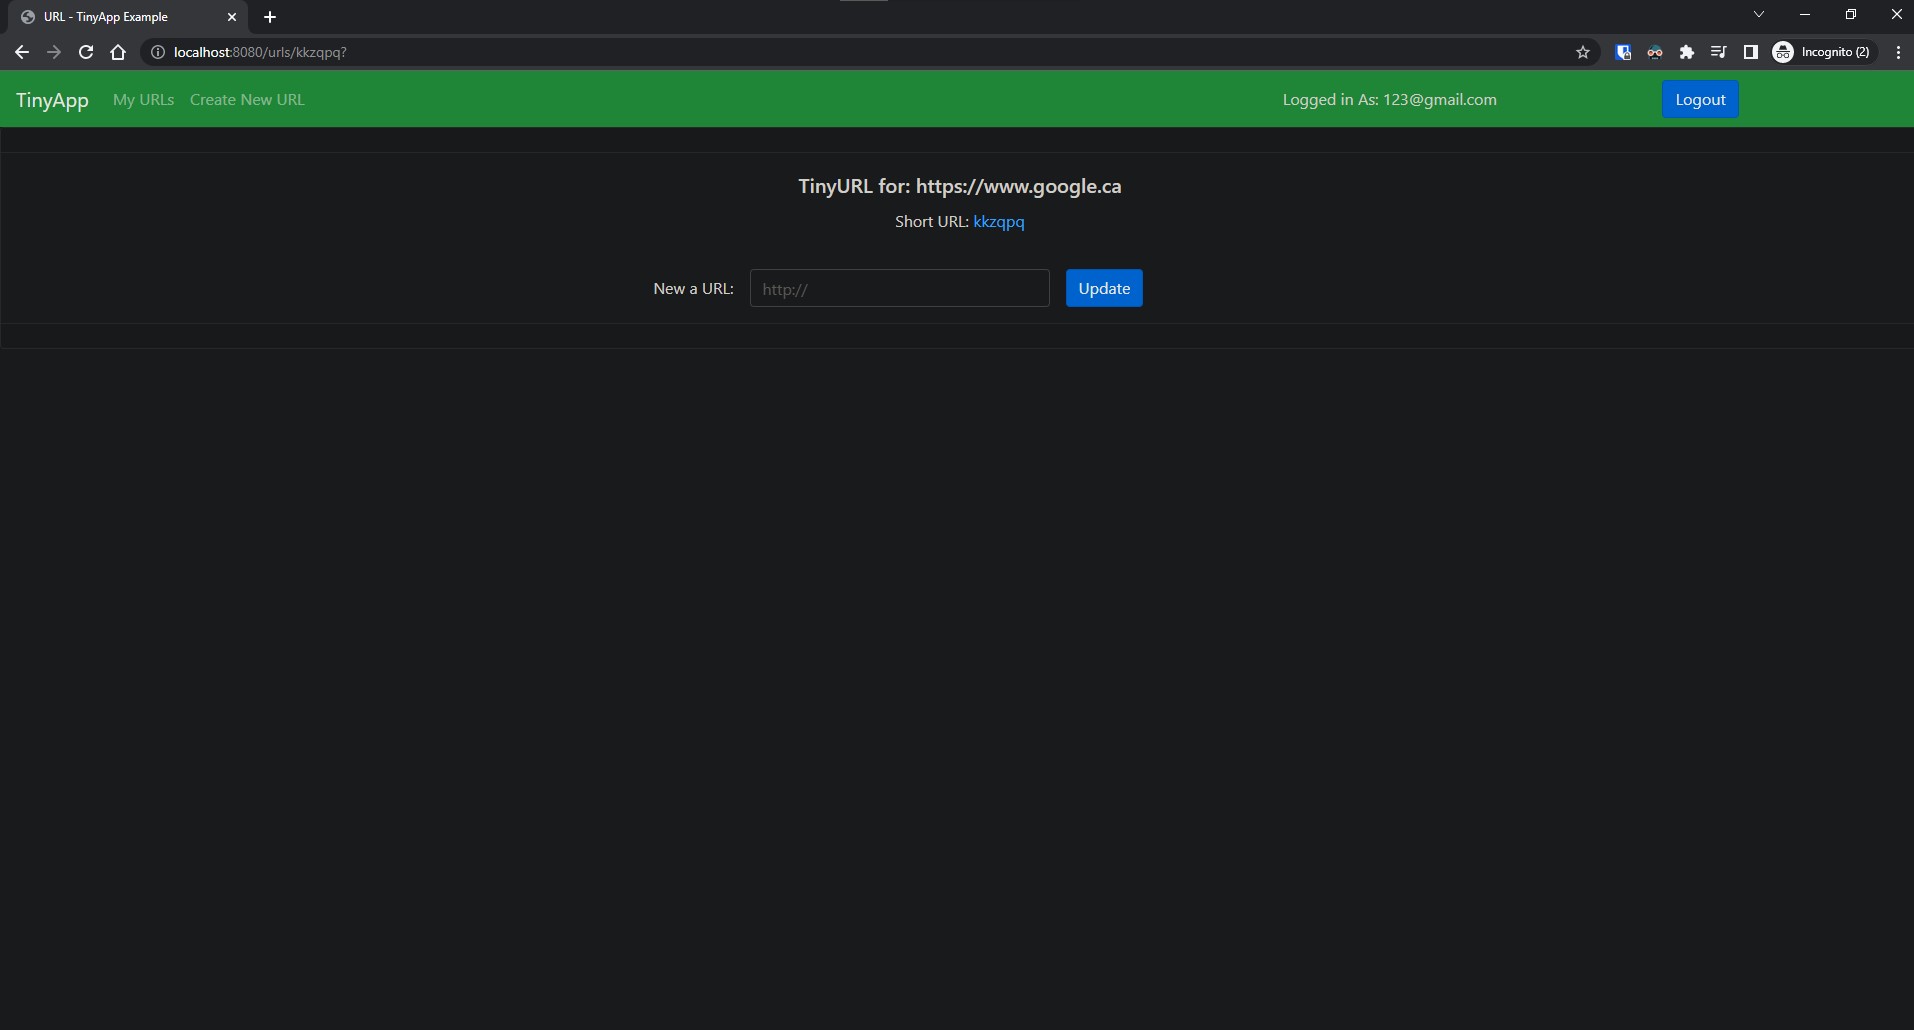 URL - TinyApp Example
localhost:8080/urls/kkzqpq?
Incognito (2)
TinyApp My URLs Create New URL Logged in As: 123@gmail.com Logout
TinyURL for: https://www.google.ca
Short URL: kkzqpq
New a URL: http:// Update